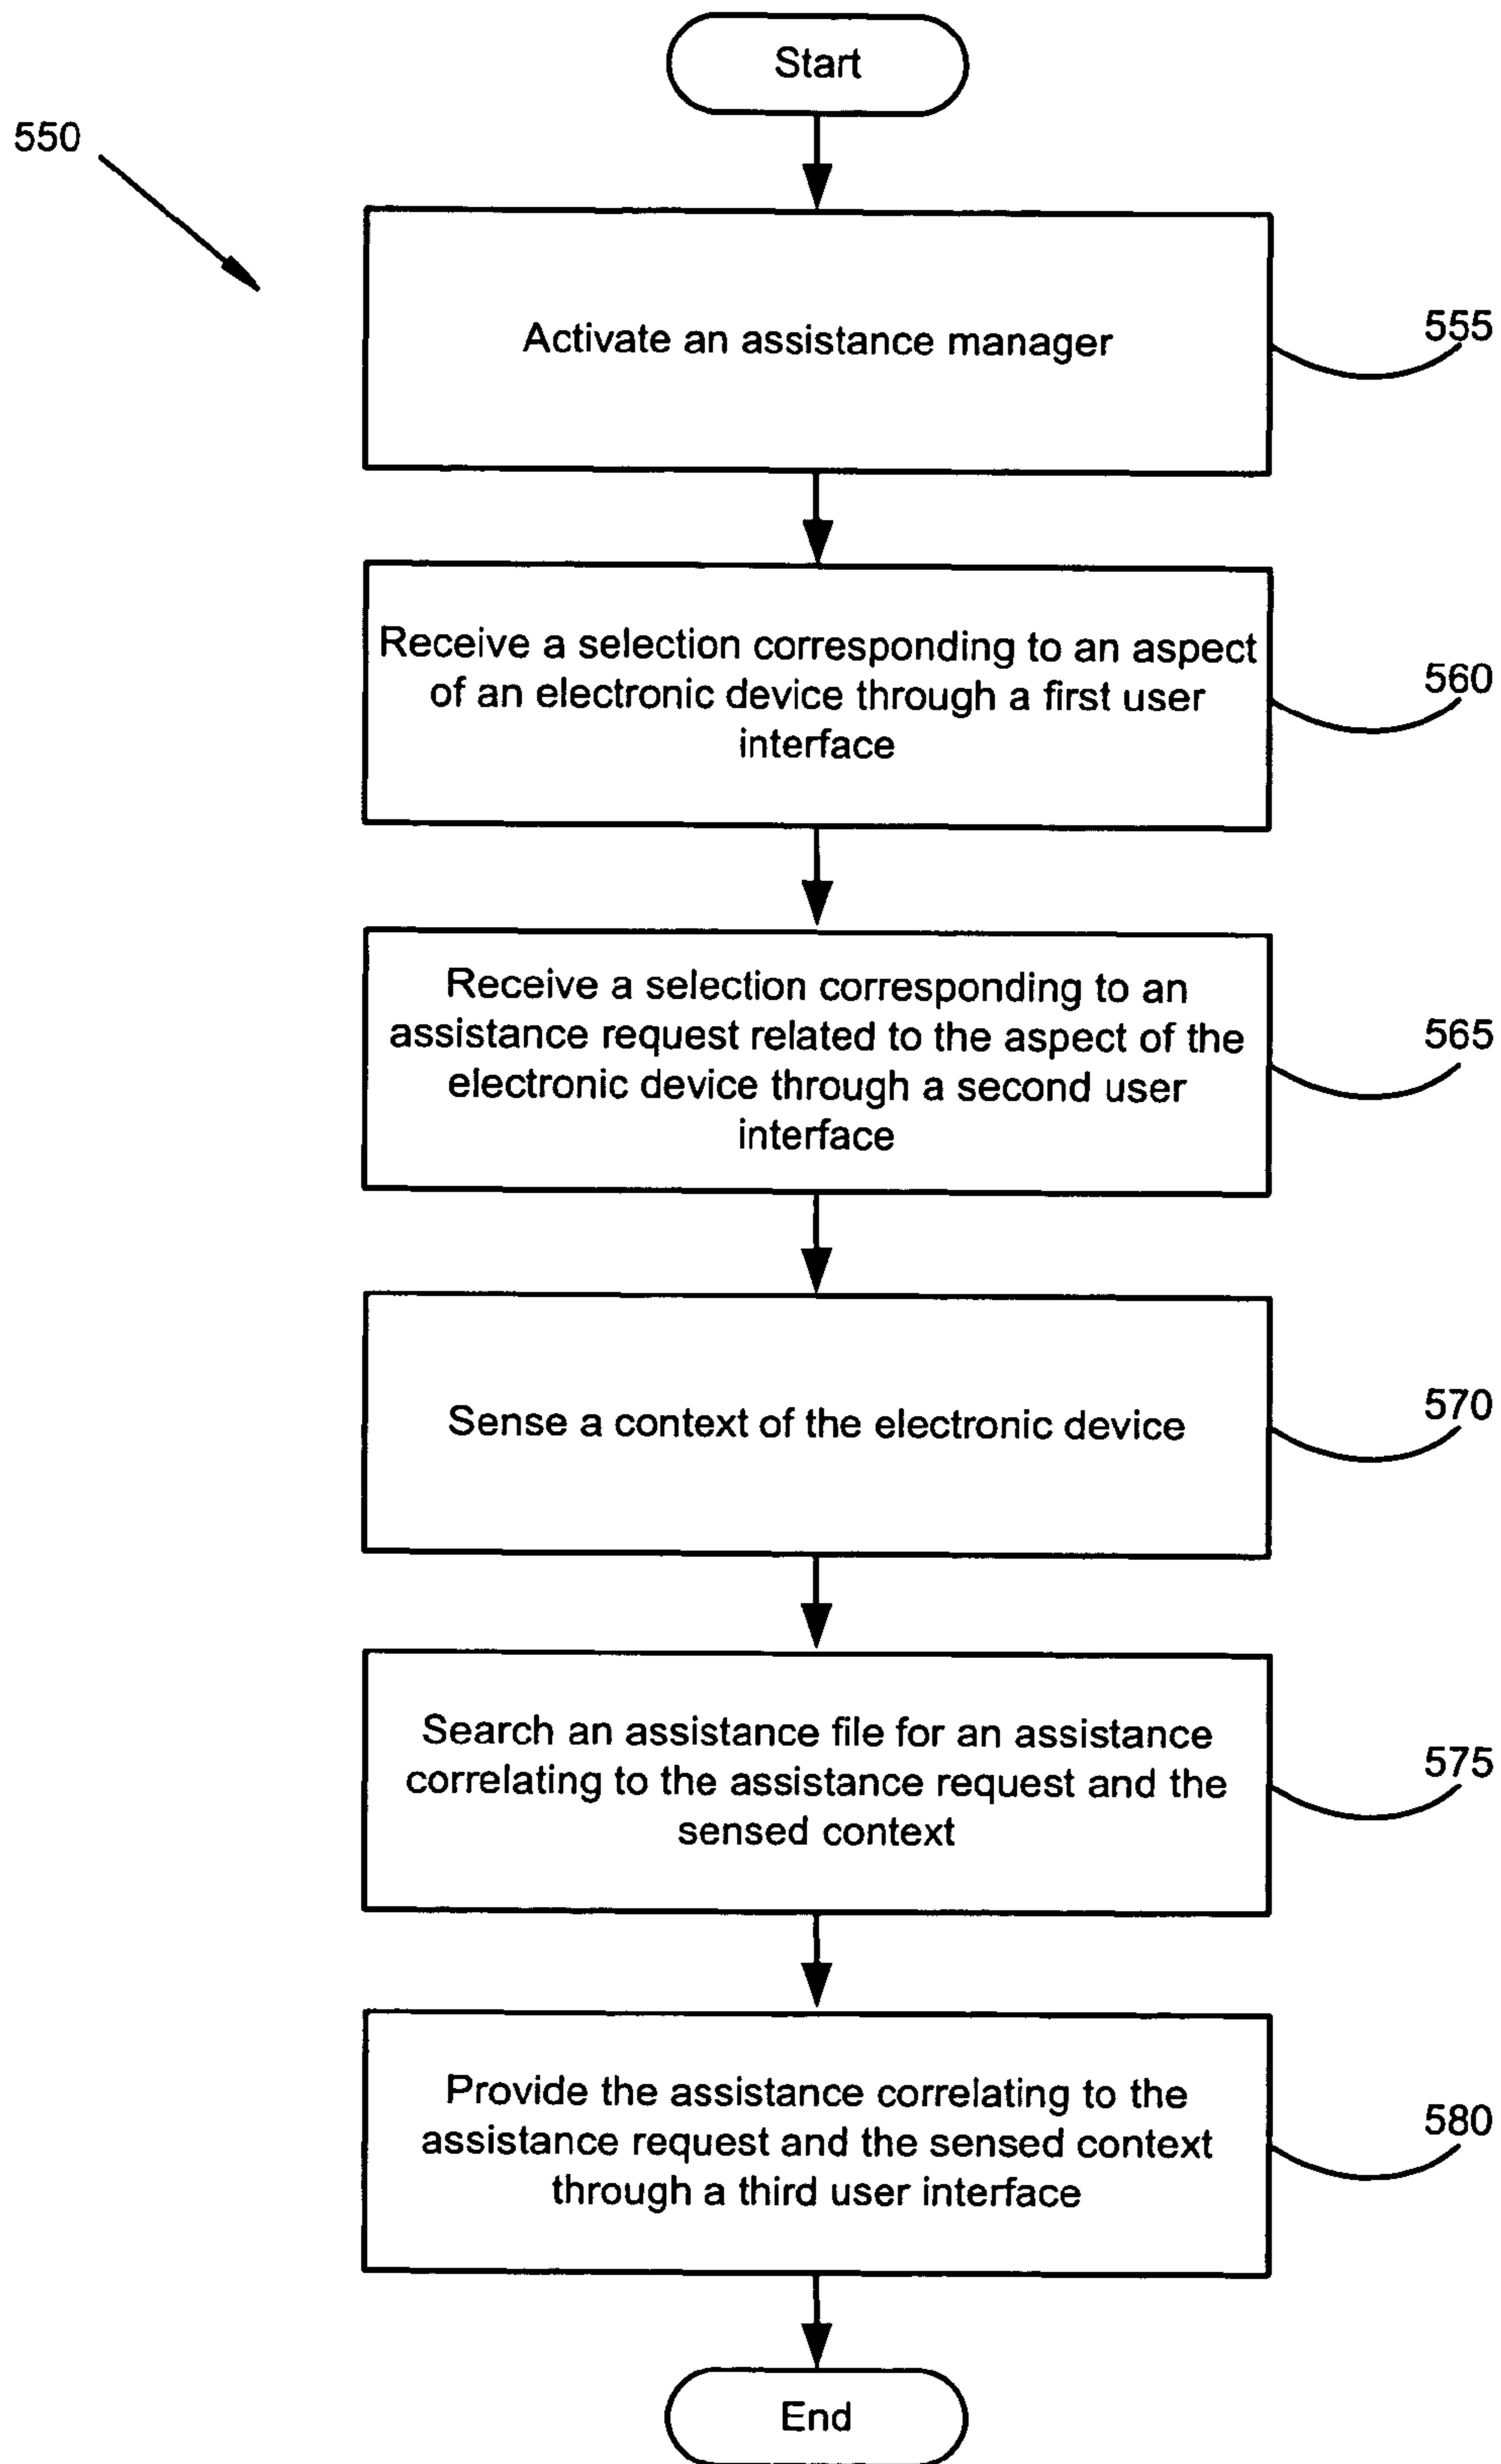 Start
550
Activate an assistance manager
555
Receive a selection corresponding to an aspect
of an electronic device through a first user
interface
560
Receive a selection corresponding to an
assistance request related to the aspect of the
electronic device through a second user
interface
565
Sense a context of the electronic device
570
Search an assistance file for an assistance
correlating to the assistance request and the
sensed context
575
Provide the assistance correlating to the
assistance request and the sensed context
through a third user interface
580
End